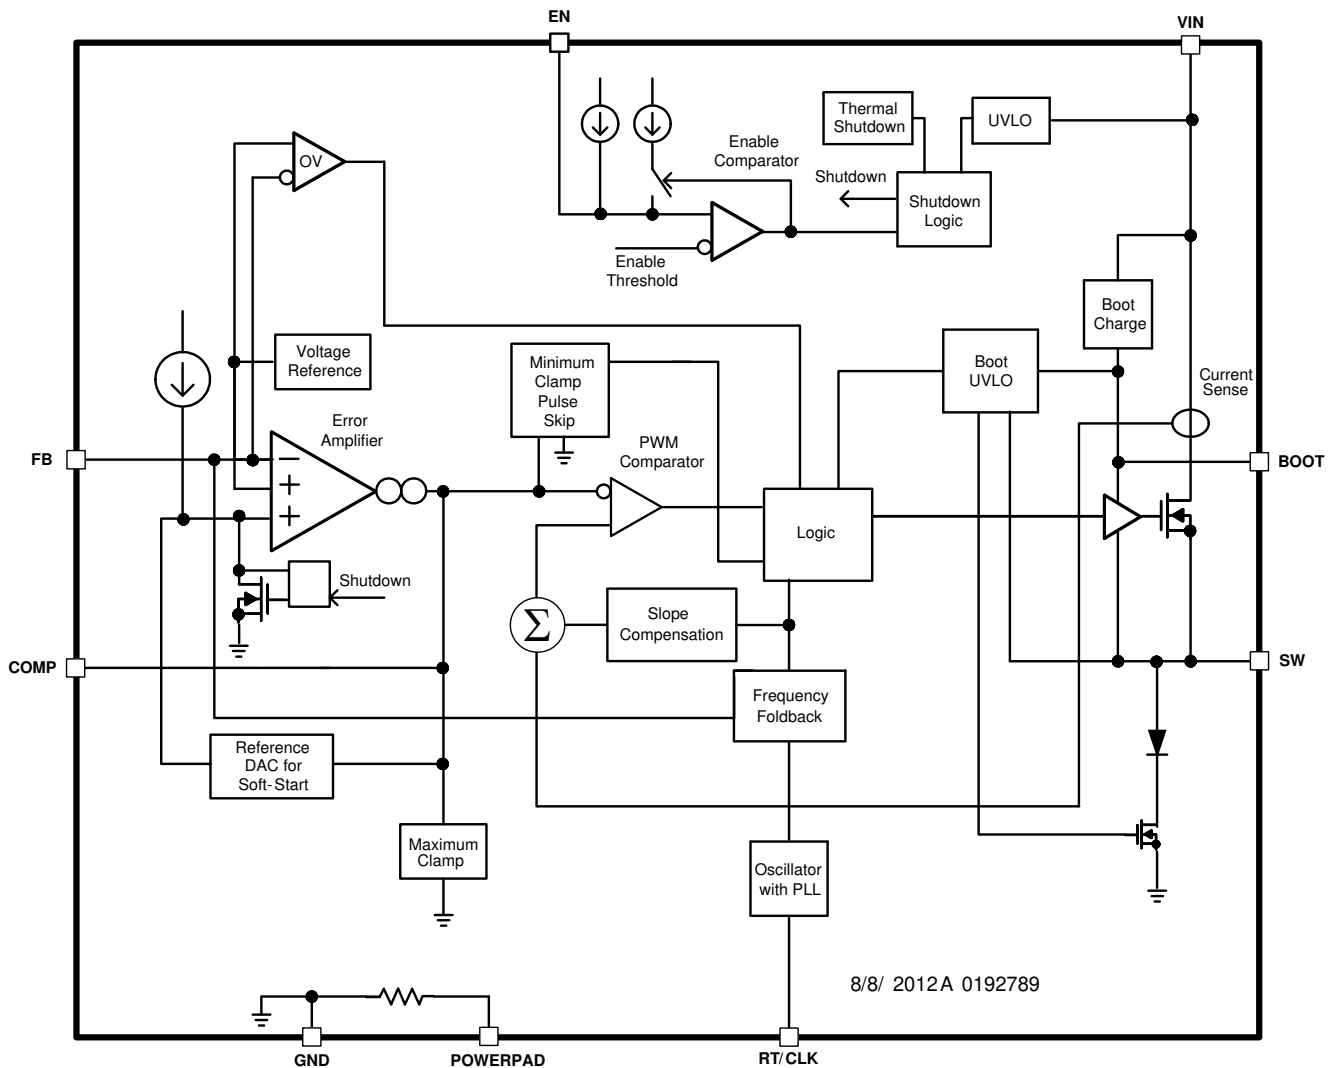 EN
VIN
Thermal
Shutdown
UVLO
Enable
Comparator
OV
Shutdown
Shutdown
Logic
Enable
Threshold
Boot
Charge
Voltage
Reference
Minimum
Clamp
Pulse
Skip
Boot
UVLO
Current
Sense
Error
Amplifier
PWM
Comparator
FB
−
+
+
BOOT
Logic
Shutdown
Σ
Slope
Compensation
COMP
SW
Frequency
Foldback
Reference
DAC for
Soft-Start
Maximum
Clamp
Oscillator
with PLL
8/8/ 2012A 0192789
GND
POWERPAD
RT/CLK